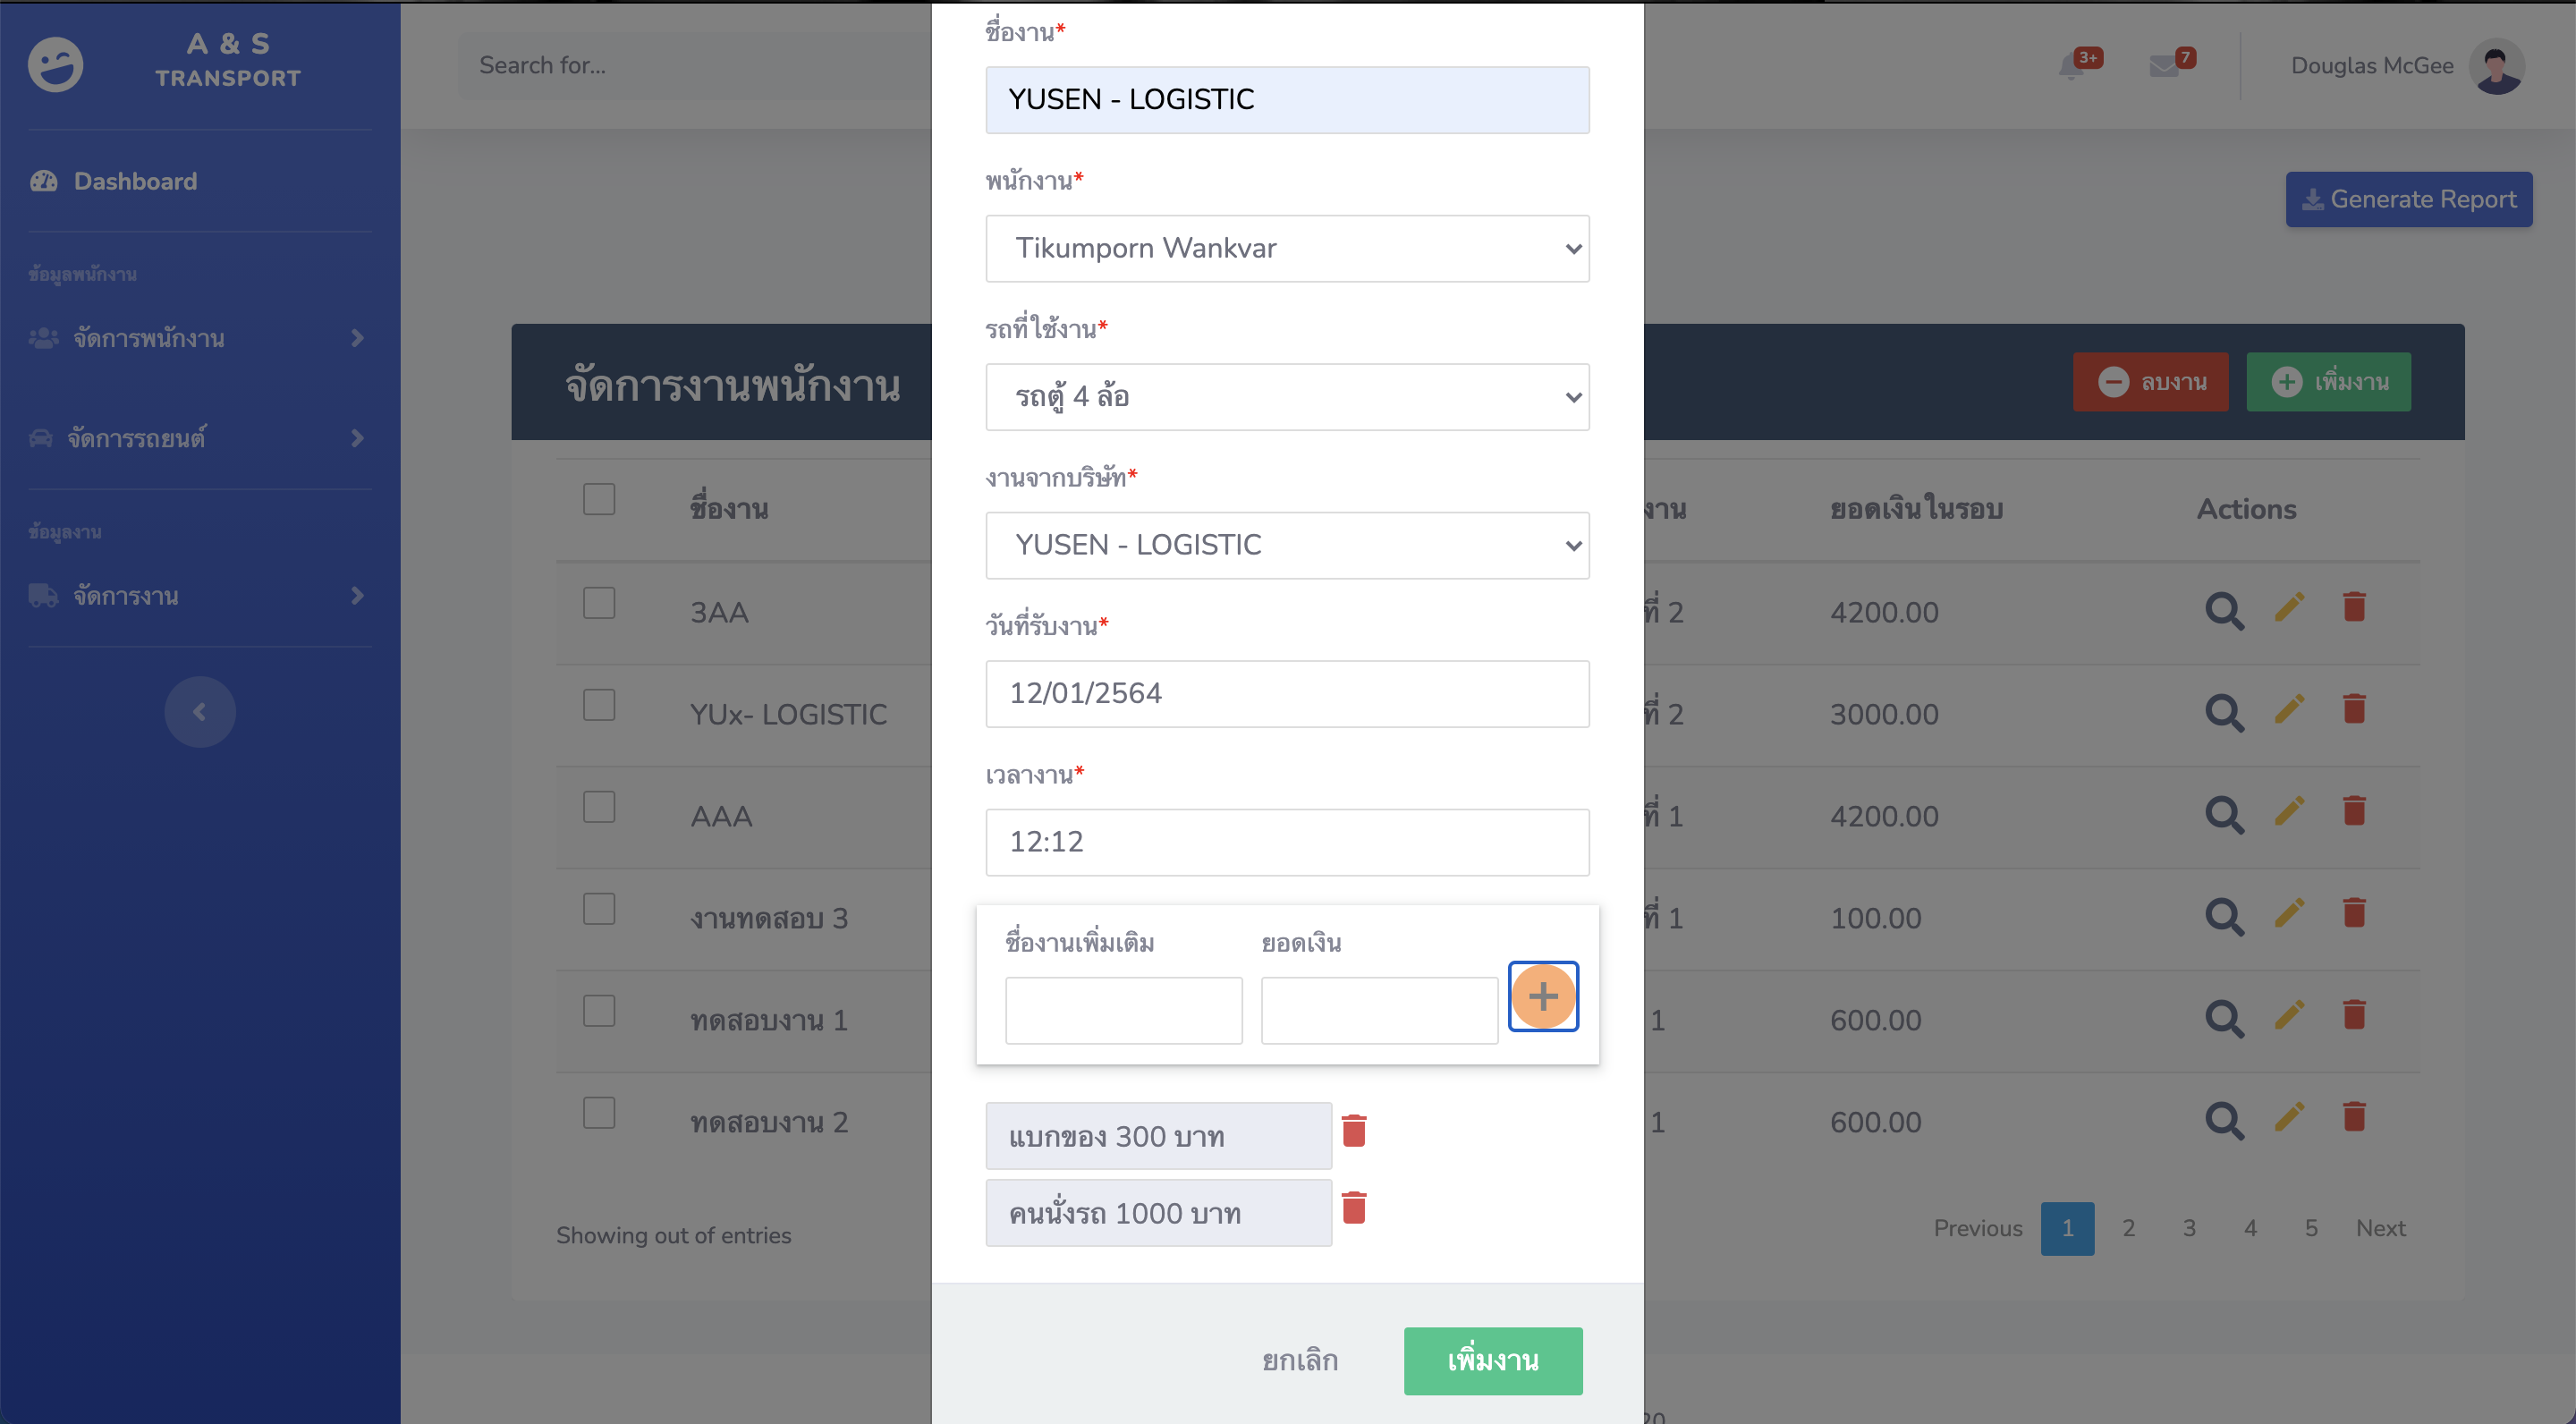 A & S
TRANSPORT
Dashboard
ข้อมูลพนักงาน
จัดการพนักงาน
จัดการรถยนต์
ข้อมูลงาน
จัดการงาน
Search for...
3+
7
Douglas McGee
Generate Report
จัดการงานพนักงาน
ลบงาน
เพิ่มงาน
ชื่องาน งาน ยอดเงินในรอบ Actions
3AA ที่ 2 4200.00
YUx- LOGISTIC ที่ 2 3000.00
AAA ที่ 1 4200.00
งานทดสอบ 3 ที่ 1 100.00
ทดสอบงาน 1 1 600.00
ทดสอบงาน 2 1 600.00
Showing out of entries
Previous 1 2 3 4 5 Next
ชื่องาน*
YUSEN - LOGISTIC
พนักงาน*
Tikumporn Wankvar
รถที่ใช้งาน*
รถตู้ 4 ล้อ
งานจากบริษัท*
YUSEN - LOGISTIC
วันที่รับงาน*
12/01/2564
เวลางาน*
12:12
ชื่องานเพิ่มเติม ยอดเงิน
แบกของ 300 บาท
คนนั่งรถ 1000 บาท
ยกเลิก
เพิ่มงาน